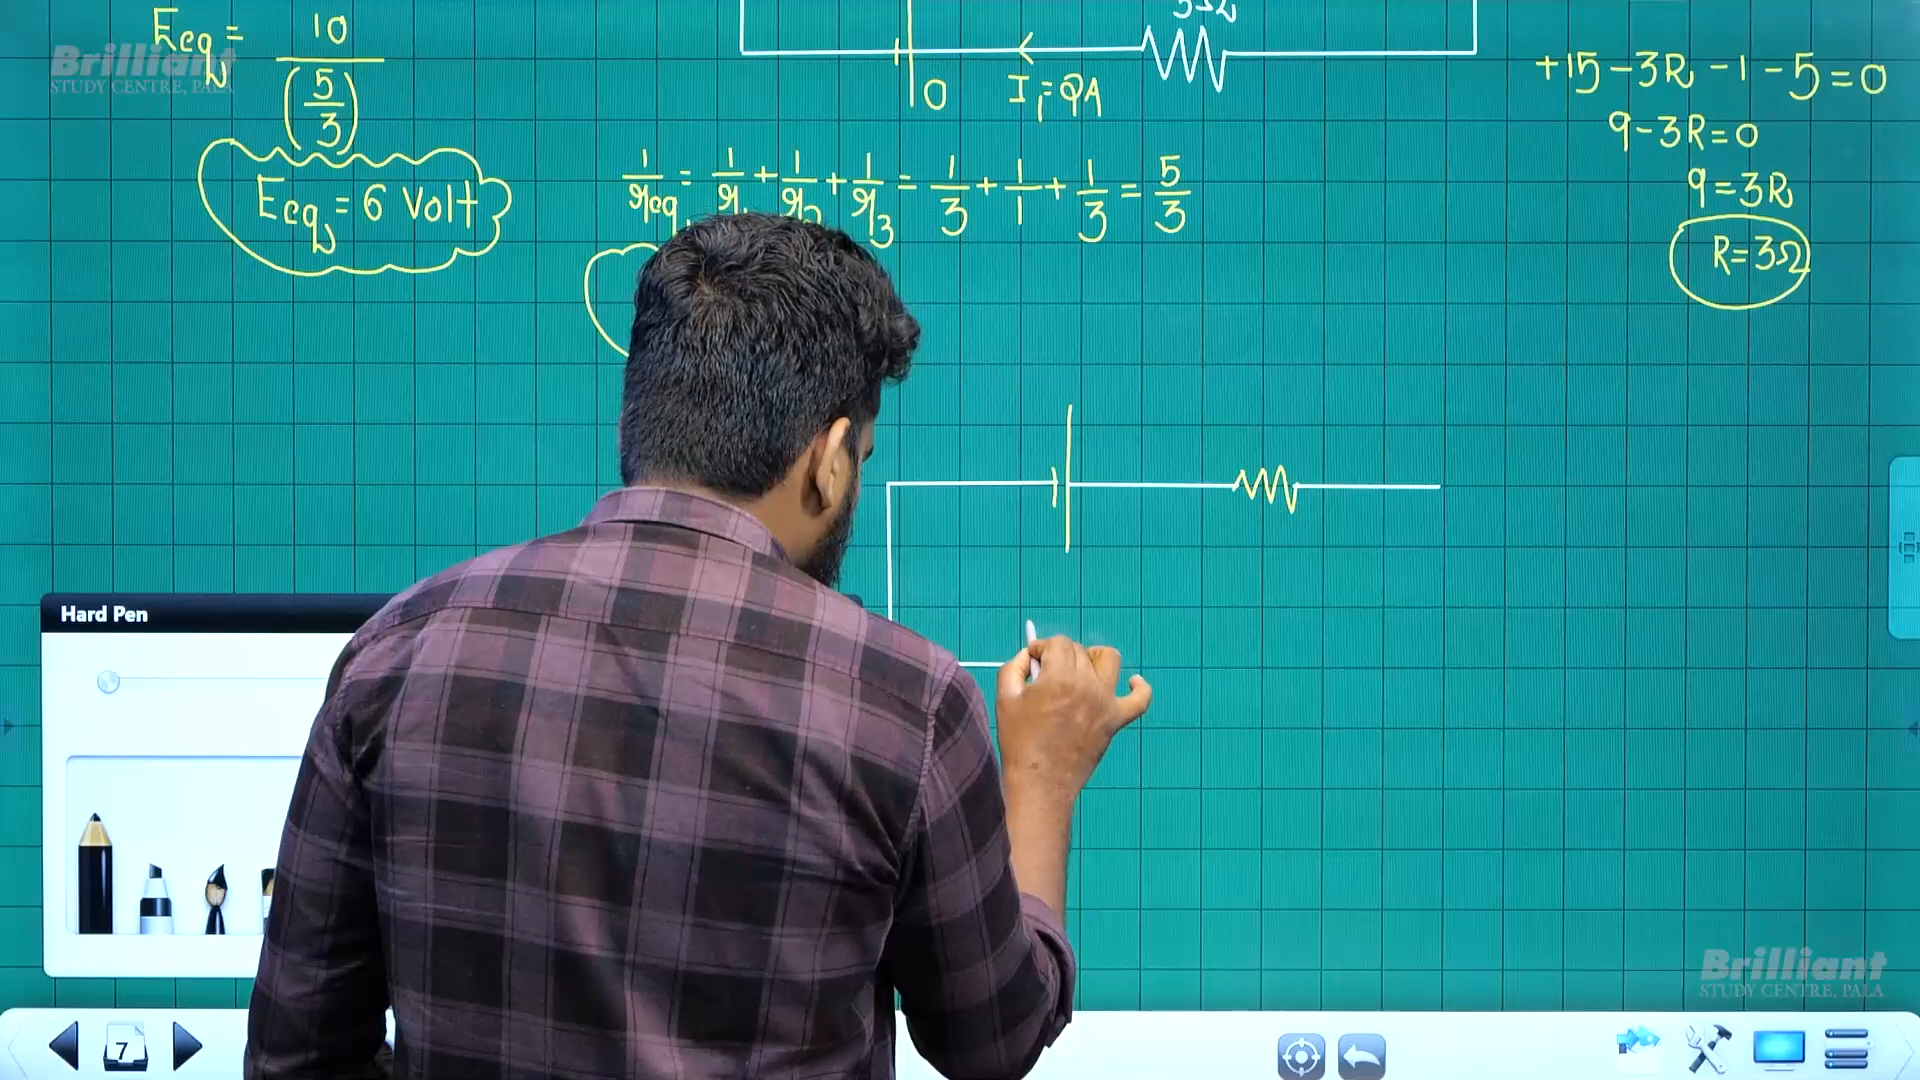 Eeq = 10 / (5/3)
Eeq = 6 Volt
0
I₁ = 9A
1/req = 1/r₁ + 1/r₂ + 1/r₃ = 1/3 + 1/1 + 1/3 = 5/3
+15 - 3R - 1 - 5 = 0
9 - 3R = 0
9 = 3R
R = 3Ω
Hard Pen
7
Brilliant
STUDY CENTRE, PALA
Brilliant
STUDY CENTRE, PALA